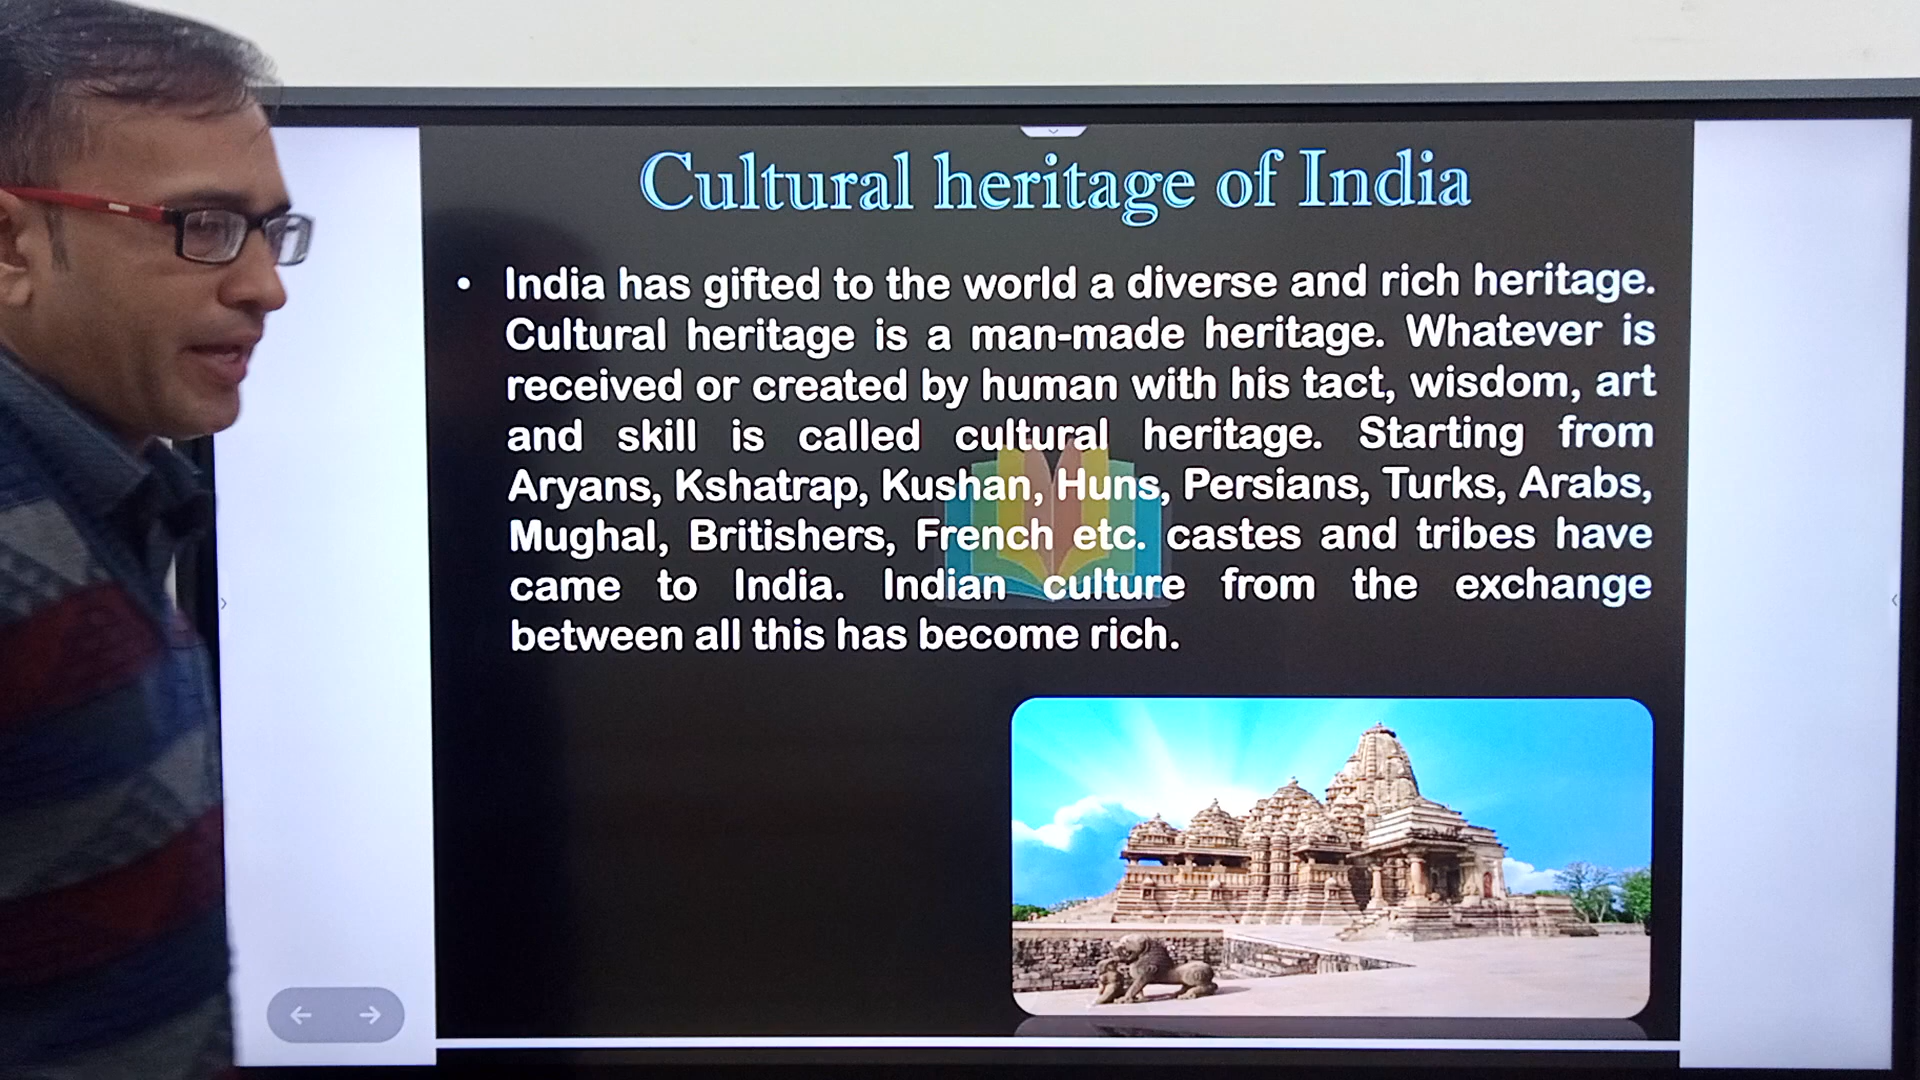 Cultural heritage of India
• India has gifted to the world a diverse and rich heritage.
Cultural heritage is a man-made heritage. Whatever is
received or created by human with his tact, wisdom, art
and skill is called cultural heritage. Starting from
Aryans, Kshatrap, Kushan, Huns, Persians, Turks, Arabs,
Mughal, Britishers, French etc. castes and tribes have
came to India. Indian culture from the exchange
between all this has become rich.